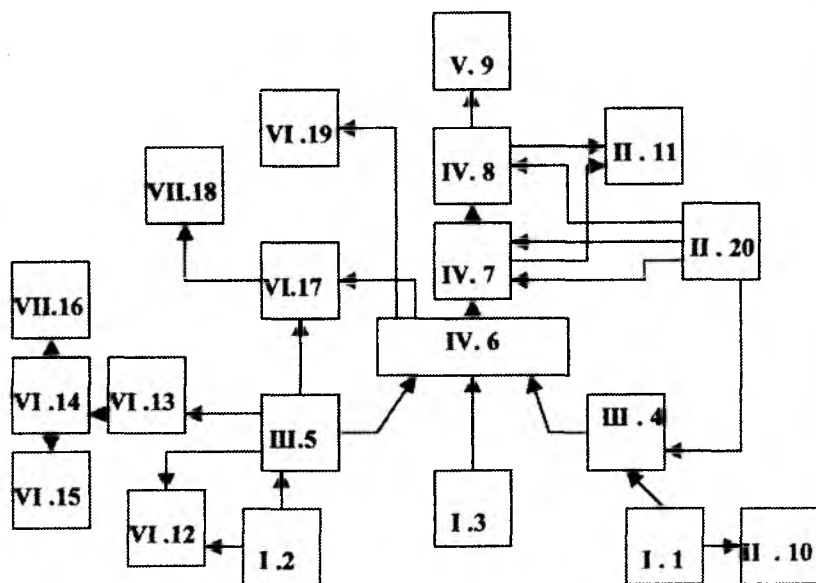 V. 9
VI .19
IV. 8
II . 11
VII.18
IV. 7
II . 20
VI.17
VII.16
IV. 6
VI .14
VI .13
III.5
III . 4
VI .15
VI .12
I .2
I .3
I .1
II . 10